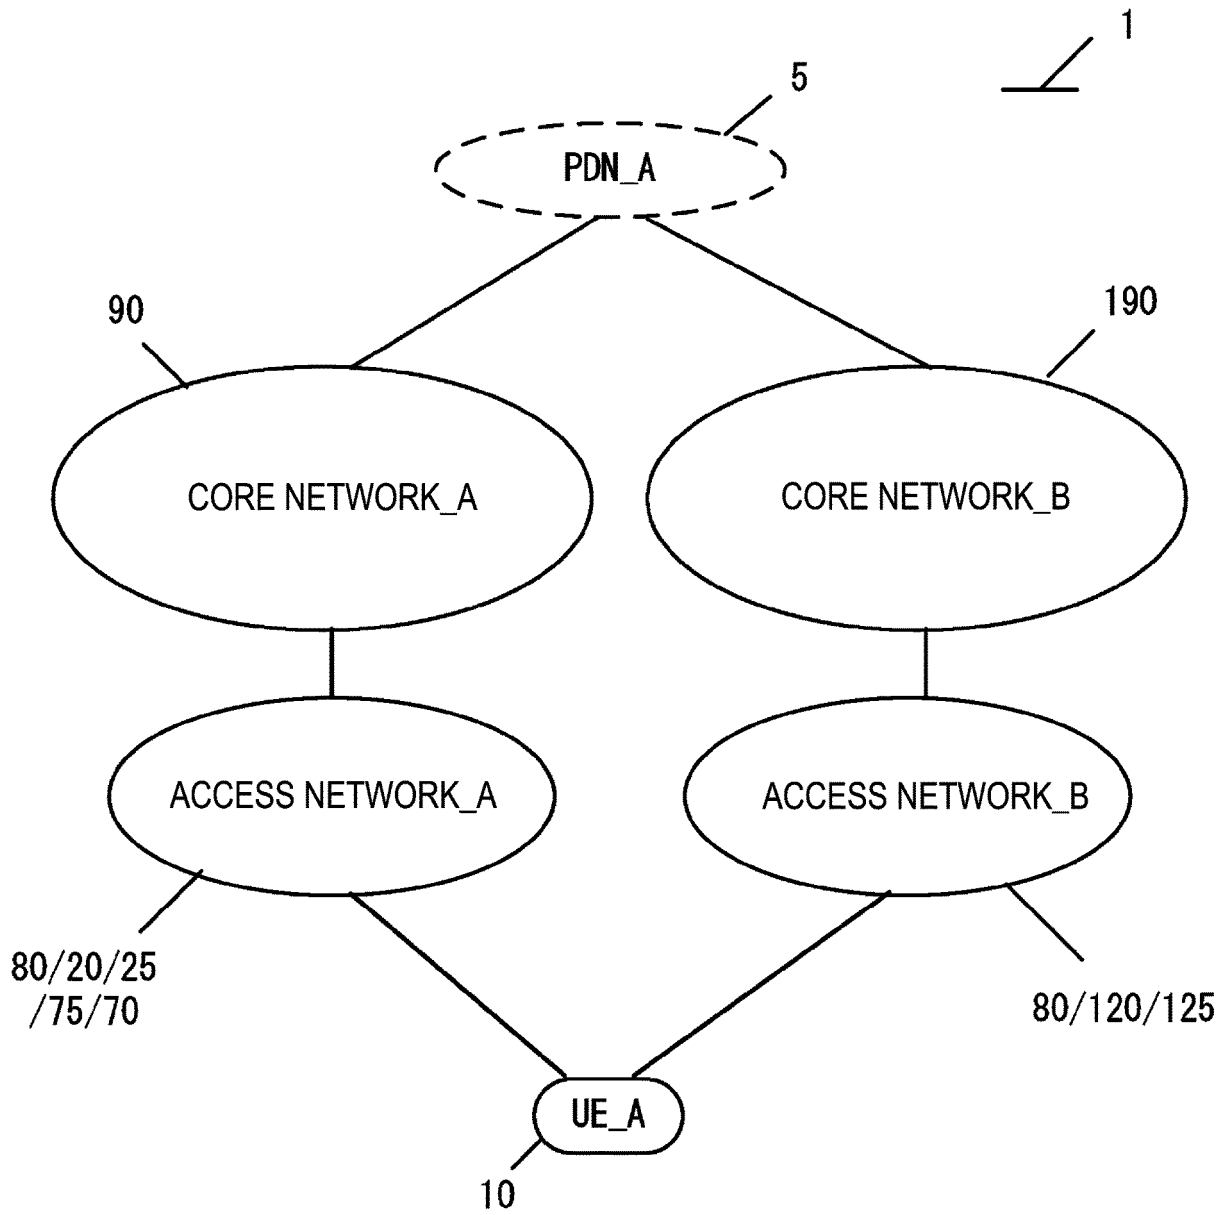 1
5
PDN_A
90
190
CORE NETWORK_A
CORE NETWORK_B
ACCESS NETWORK_A
ACCESS NETWORK_B
80/20/25
/75/70
80/120/125
UE_A
10